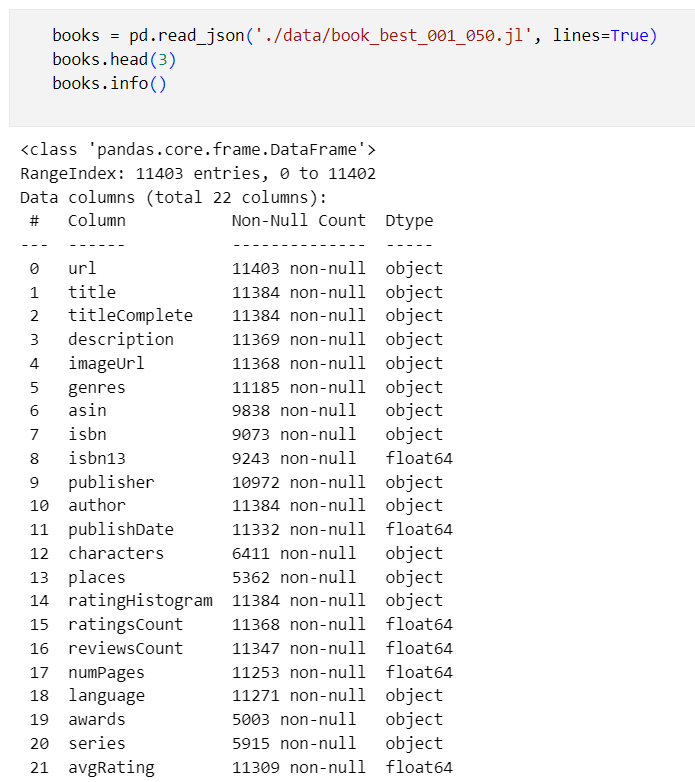 books = pd.read_json('./data/book_best_001_050.jl', lines=True)
books.head(3)
books.info()
<class 'pandas.core.frame.DataFrame'>
RangeIndex: 11403 entries, 0 to 11402
Data columns (total 22 columns):
 #   Column           Non-Null Count  Dtype
---  ------           --------------  -----
 0   url              11403 non-null  object
 1   title            11384 non-null  object
 2   titleComplete    11384 non-null  object
 3   description      11369 non-null  object
 4   imageUrl         11368 non-null  object
 5   genres           11185 non-null  object
 6   asin             9838 non-null   object
 7   isbn             9073 non-null   object
 8   isbn13           9243 non-null   float64
 9   publisher        10972 non-null  object
 10  author           11384 non-null  object
 11  publishDate      11332 non-null  float64
 12  characters       6411 non-null   object
 13  places           5362 non-null   object
 14  ratingHistogram  11384 non-null  object
 15  ratingsCount     11368 non-null  float64
 16  reviewsCount     11347 non-null  float64
 17  numPages         11253 non-null  float64
 18  language         11271 non-null  object
 19  awards           5003 non-null   object
 20  series           5915 non-null   object
 21  avgRating        11309 non-null  float64